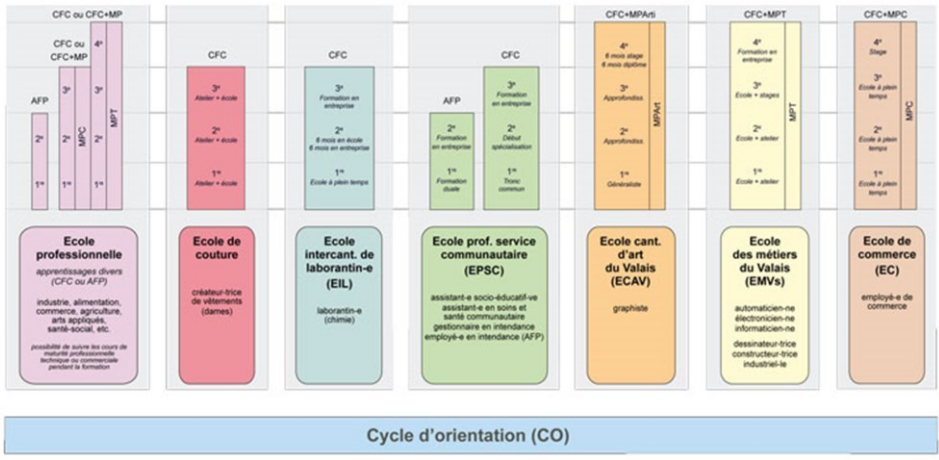 CFC ou CFC+MP
CFC ou
CFC+MP
AFP
4e
3e
3e
2e
2e
2e
1re
1re
1re
MPC
MPT
Ecole
professionnelle
apprentissages divers
(CFC ou AFP)
industrie, alimentation,
commerce, agriculture,
arts appliqués,
santé-social, etc.
possibilité de suivre les cours de
maturité professionnelle
technique ou commerciale
pendant la formation
CFC
3e
Atelier + école
2e
Atelier + école
1re
Atelier + école
Ecole de
couture
créateur-trice
de vêtements
(dames)
CFC
3e
Formation en
entreprise
2e
6 mois en école
6 mois en entreprise
1re
Ecole à plein temps
Ecole
intercant. de
laborantin-e
(EIL)
laborantin-e
(chimie)
AFP
2e
Formation
en entreprise
1re
Formation
duale
CFC
3e
Formation
en entreprise
2e
Début
spécialisation
1re
Tronc
commun
Ecole prof. service
communautaire
(EPSC)
assistant-e socio-éducatif-ve
assistant-e en soins et
santé communautaire
gestionnaire en intendance
employé-e en intendance (AFP)
CFC+MPArti
4e
6 mois stage
6 mois diplôme
3e
Approfondiss.
2e
Approfondiss.
1re
Généraliste
MPArt
Ecole cant.
d'art
du Valais
(ECAV)
graphiste
CFC+MPT
4e
Formation en
entreprise
3e
Ecole + stages
2e
Ecole + atelier
1re
Ecole + atelier
MPT
Ecole
des métiers
du Valais
(EMVs)
automaticien-ne
électronicien-ne
informaticien-ne
dessinateur-trice
constructeur-trice
industriel-le
CFC+MPC
4e
Stage
3e
Ecole à plein
temps
2e
Ecole à plein
temps
1re
Ecole à plein
temps
MPC
Ecole de
commerce
(EC)
employé-e de
commerce
Cycle d'orientation (CO)